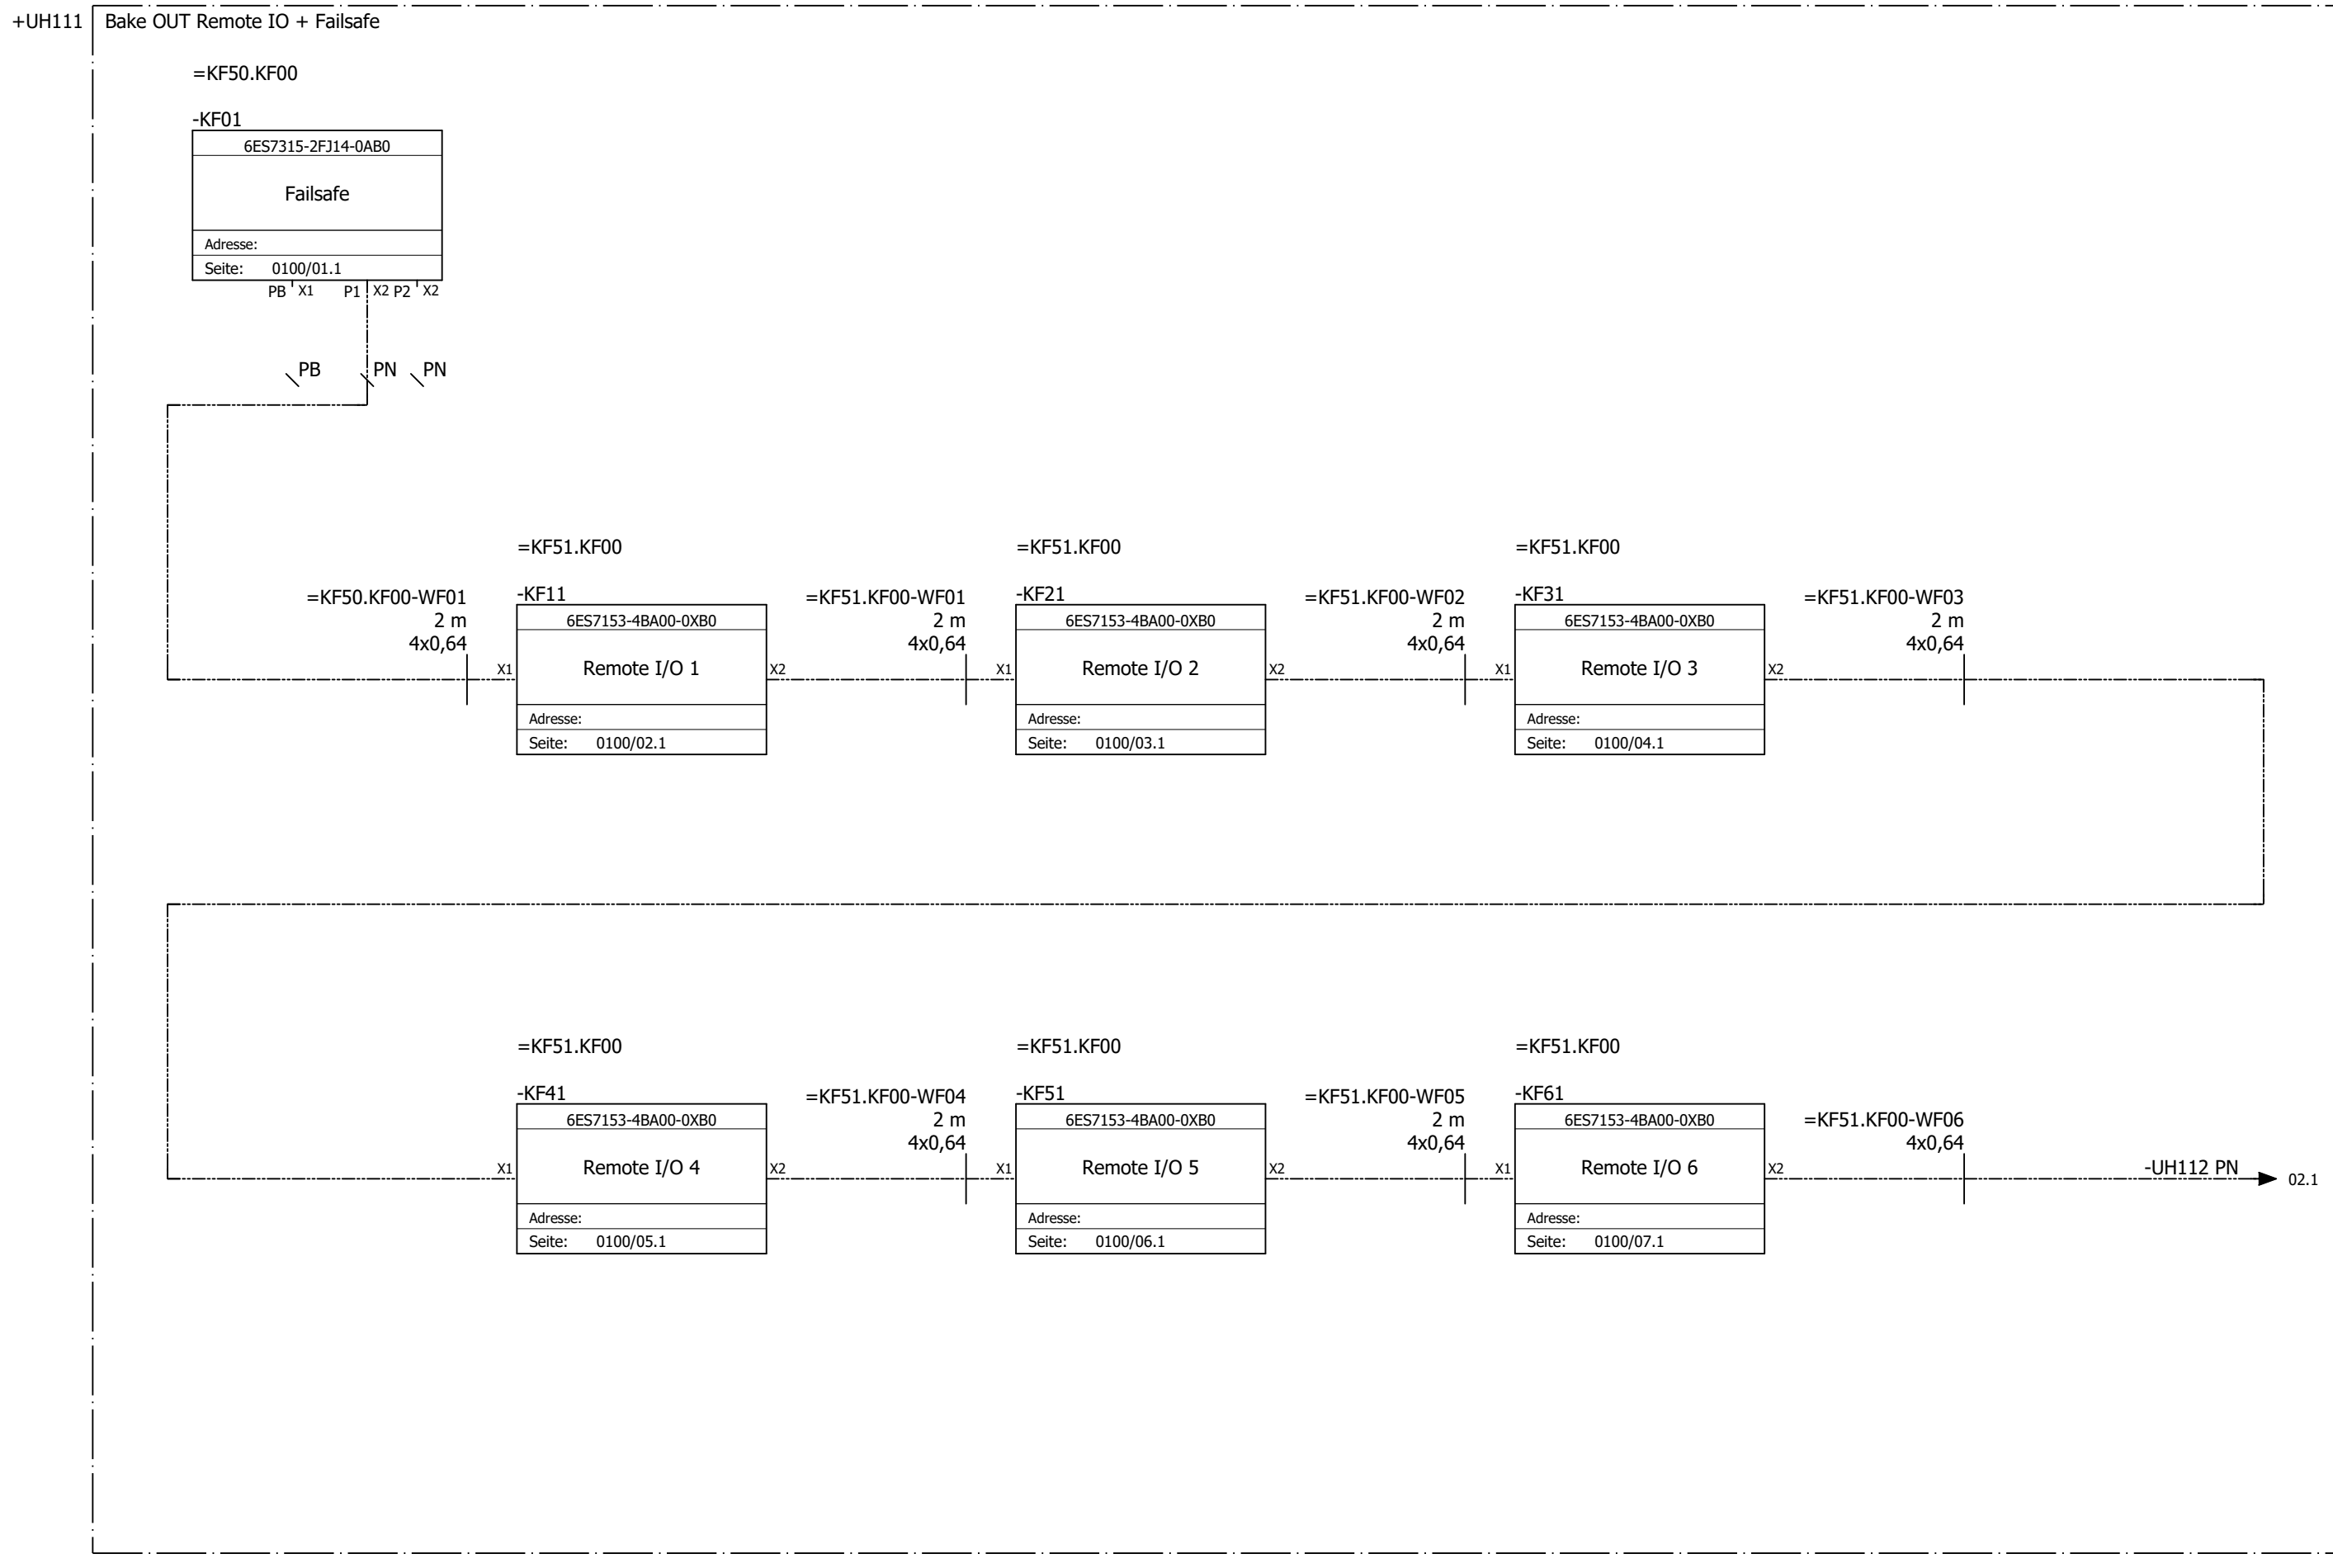 +UH111
Bake OUT Remote IO + Failsafe
=KF50.KF00
-KF01
6ES7315-2FJ14-0AB0
Failsafe
Adresse:
Seite: 0100/01.1
PB X1 P1 X2 P2 X2
PB PN PN
=KF51.KF00 =KF51.KF00 =KF51.KF00
=KF50.KF00-WF01
2 m
4x0,64
-KF11
6ES7153-4BA00-0XB0
X1 Remote I/O 1 X2
Adresse:
Seite: 0100/02.1
=KF51.KF00-WF01
2 m
4x0,64
-KF21
6ES7153-4BA00-0XB0
X1 Remote I/O 2 X2
Adresse:
Seite: 0100/03.1
=KF51.KF00-WF02
2 m
4x0,64
-KF31
6ES7153-4BA00-0XB0
X1 Remote I/O 3 X2
Adresse:
Seite: 0100/04.1
=KF51.KF00-WF03
2 m
4x0,64
=KF51.KF00 =KF51.KF00 =KF51.KF00
-KF41
6ES7153-4BA00-0XB0
X1 Remote I/O 4 X2
Adresse:
Seite: 0100/05.1
=KF51.KF00-WF04
2 m
4x0,64
-KF51
6ES7153-4BA00-0XB0
X1 Remote I/O 5 X2
Adresse:
Seite: 0100/06.1
=KF51.KF00-WF05
2 m
4x0,64
-KF61
6ES7153-4BA00-0XB0
X1 Remote I/O 6 X2
Adresse:
Seite: 0100/07.1
=KF51.KF00-WF06
4x0,64
-UH112 PN 02.1